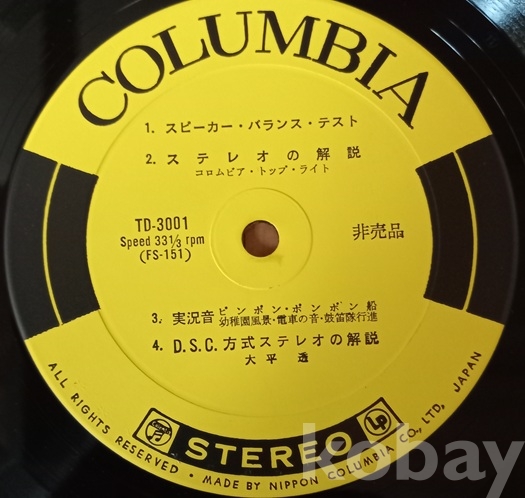 COLUMBIA
1. スピーカー・バランス・テスト
2. ステレオの解説
コロムビア・トップ・ライト
TD-3001
Speed 33⅓ rpm
(FS-151)
非売品
3. 実況音 ピンポン・ポンポン船
幼稚園風景・電車の音・鼓笛隊行進
4. D.S.C.方式ステレオの解説
大平透
STEREO
LP
ALL RIGHTS RESERVED • MADE BY NIPPON COLUMBIA CO., LTD, JAPAN
kobay